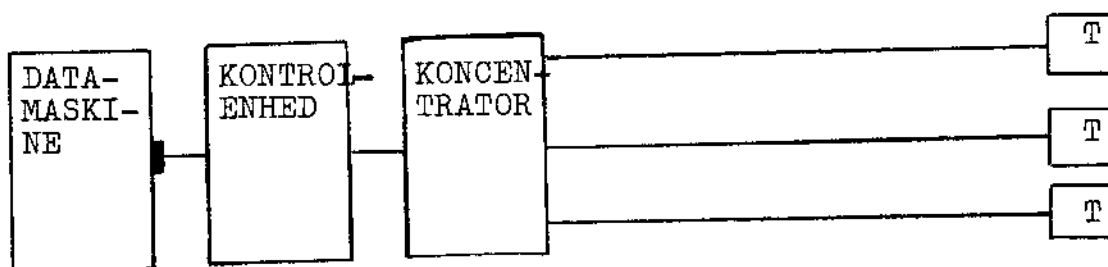 DATA-
MASKI-
NE
KONTROL-
ENHED
KONCEN-
TRATOR
T
T
T